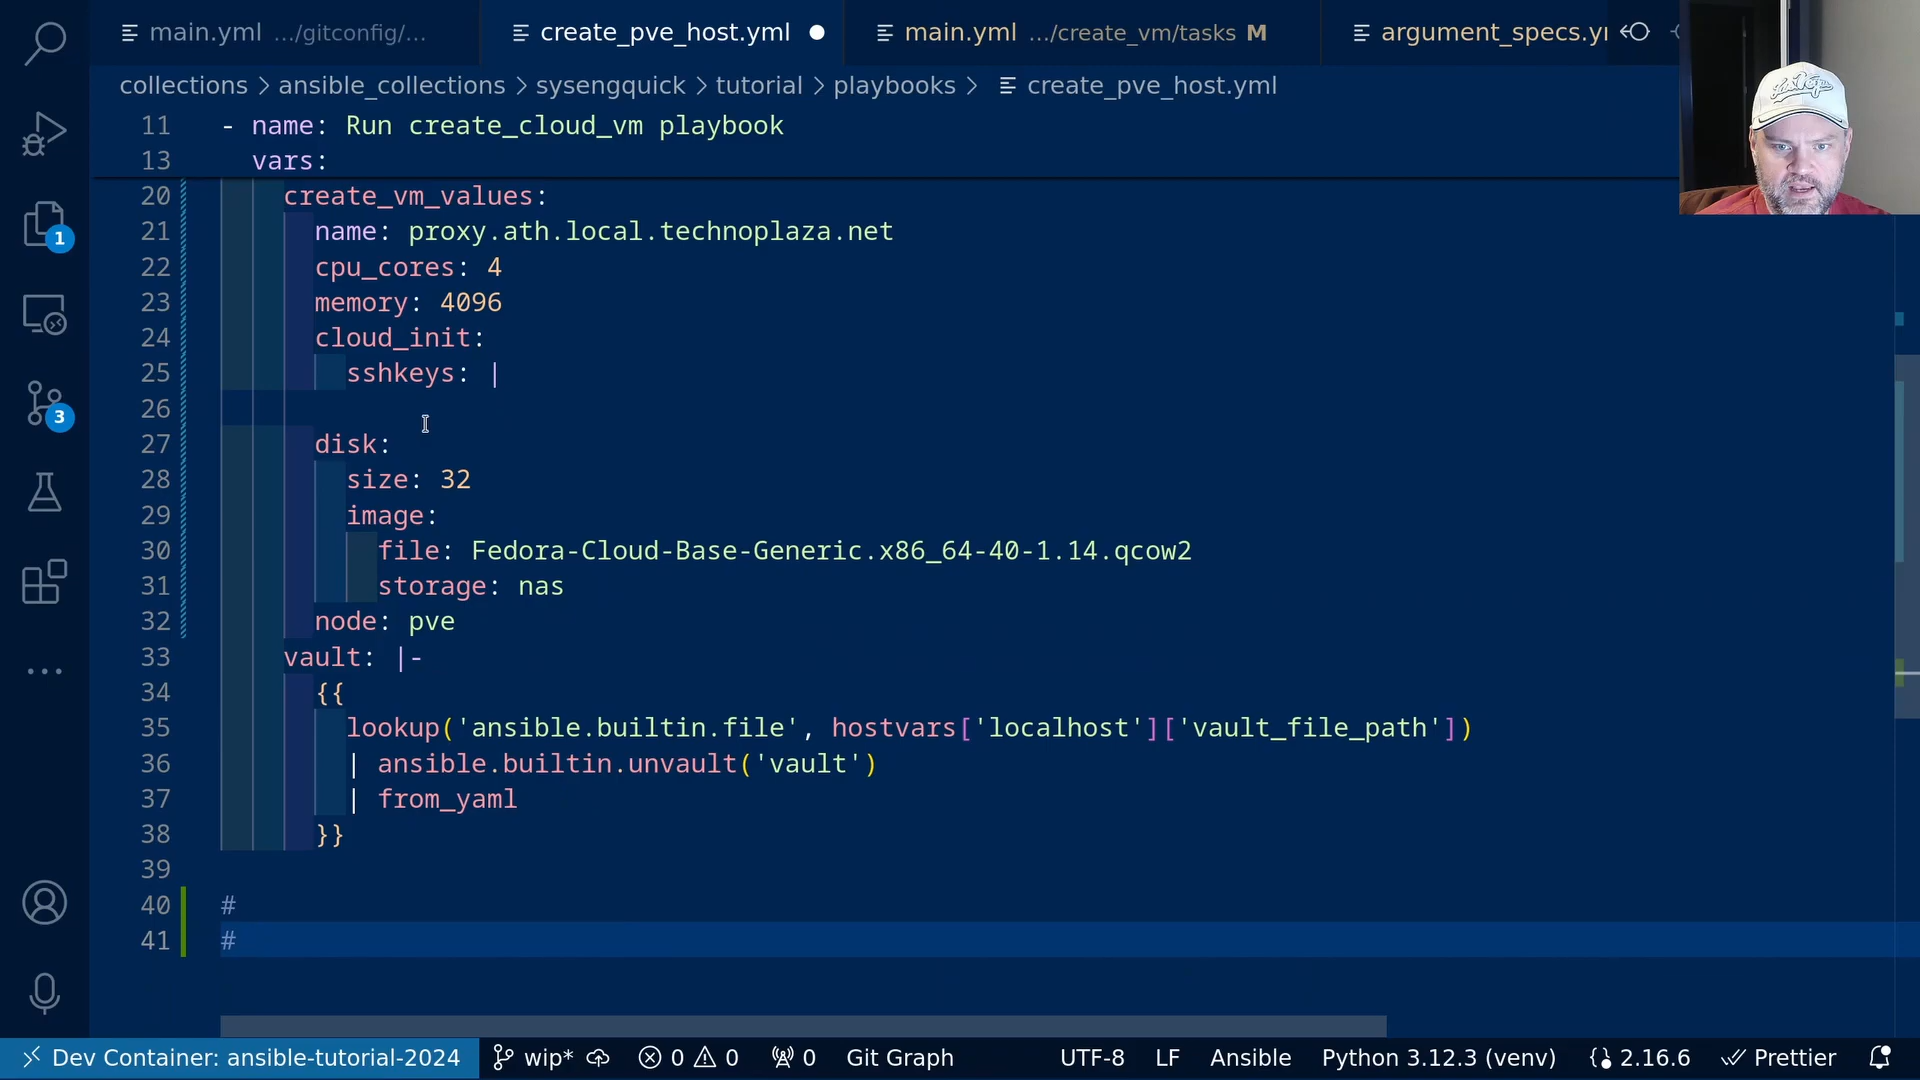 main.yml .../gitconfig/...
create_pve_host.yml
main.yml .../create_vm/tasks M
argument_specs.y
collections > ansible_collections > sysengquick > tutorial > playbooks > create_pve_host.yml
11 - name: Run create_cloud_vm playbook
13 vars:
20 create_vm_values:
21 name: proxy.ath.local.technoplaza.net
22 cpu_cores: 4
23 memory: 4096
24 cloud_init:
25 sshkeys: |
26
27 disk:
28 size: 32
29 image:
30 file: Fedora-Cloud-Base-Generic.x86_64-40-1.14.qcow2
31 storage: nas
32 node: pve
33 vault: |-
34 {{
35 lookup('ansible.builtin.file', hostvars['localhost']['vault_file_path'])
36 | ansible.builtin.unvault('vault')
37 | from_yaml
38 }}
39
40 #
41 #
1
3
Dev Container: ansible-tutorial-2024 wip* 0 0 0 Git Graph UTF-8 LF Ansible Python 3.12.3 (venv) 2.16.6 Prettier